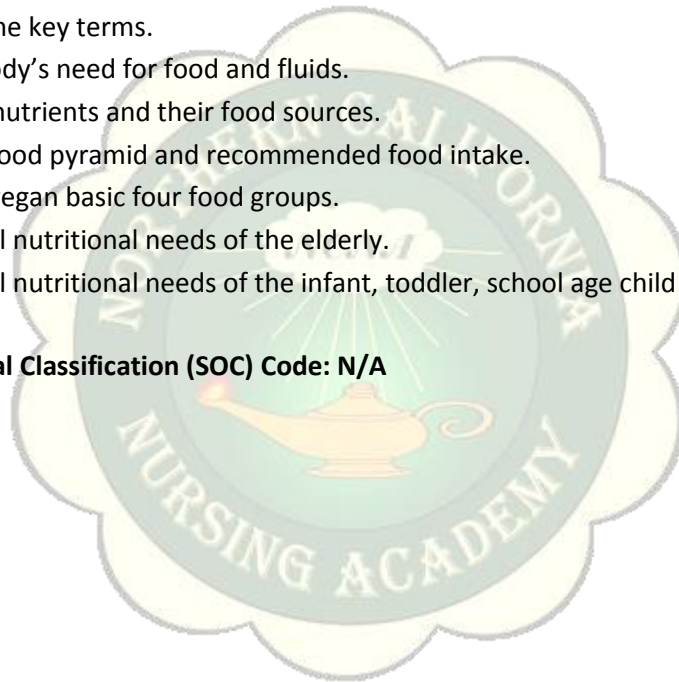 ne key terms.
ody's need for food and fluids.
nutrients and their food sources.
ood pyramid and recommended food intake.
egan basic four food groups.
l nutritional needs of the elderly.
l nutritional needs of the infant, toddler, school age child
al Classification (SOC) Code: N/A
NORTHERN CALIFORNIA
NURSING ACADEMY